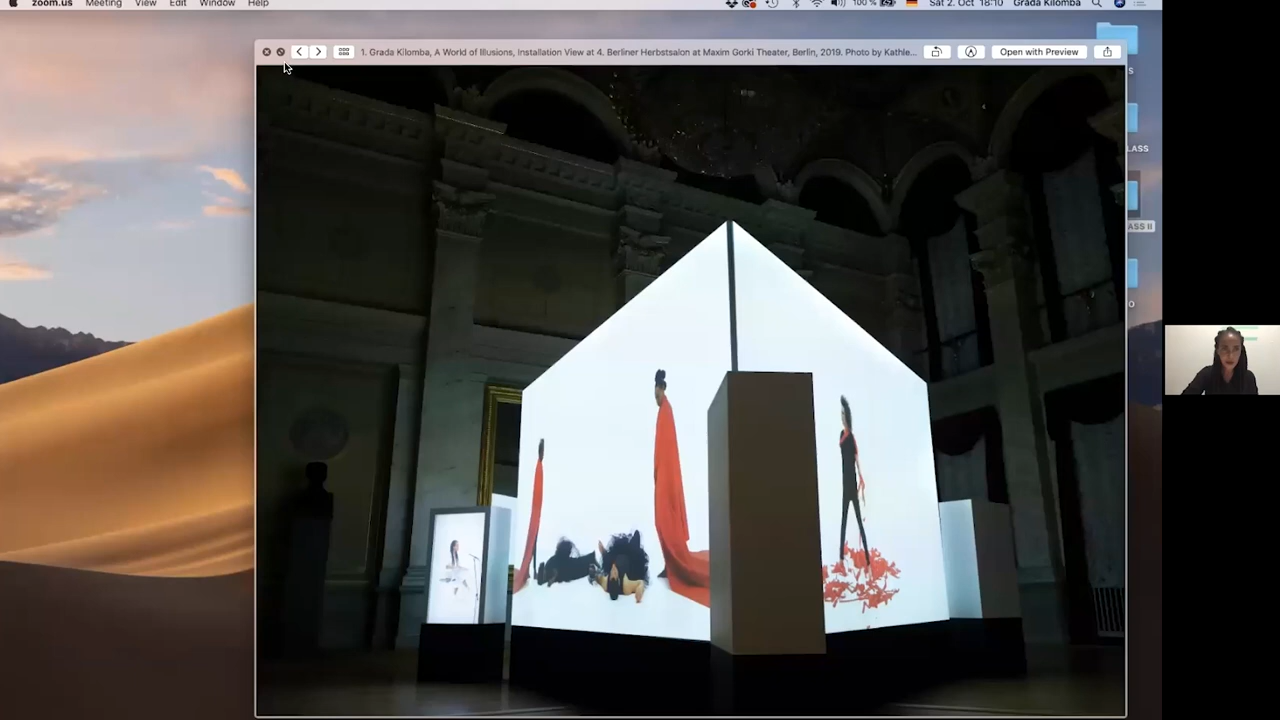 zoom.us Meeting View Edit Window Help 100 % Sat 2. Oct 18:10 Grada Kilomba
1. Grada Kilomba, A World of Illusions, Installation View at 4. Berliner Herbstsalon at Maxim Gorki Theater, Berlin, 2019. Photo by Kathle... Open with Preview
S
LASS
ASS II
O